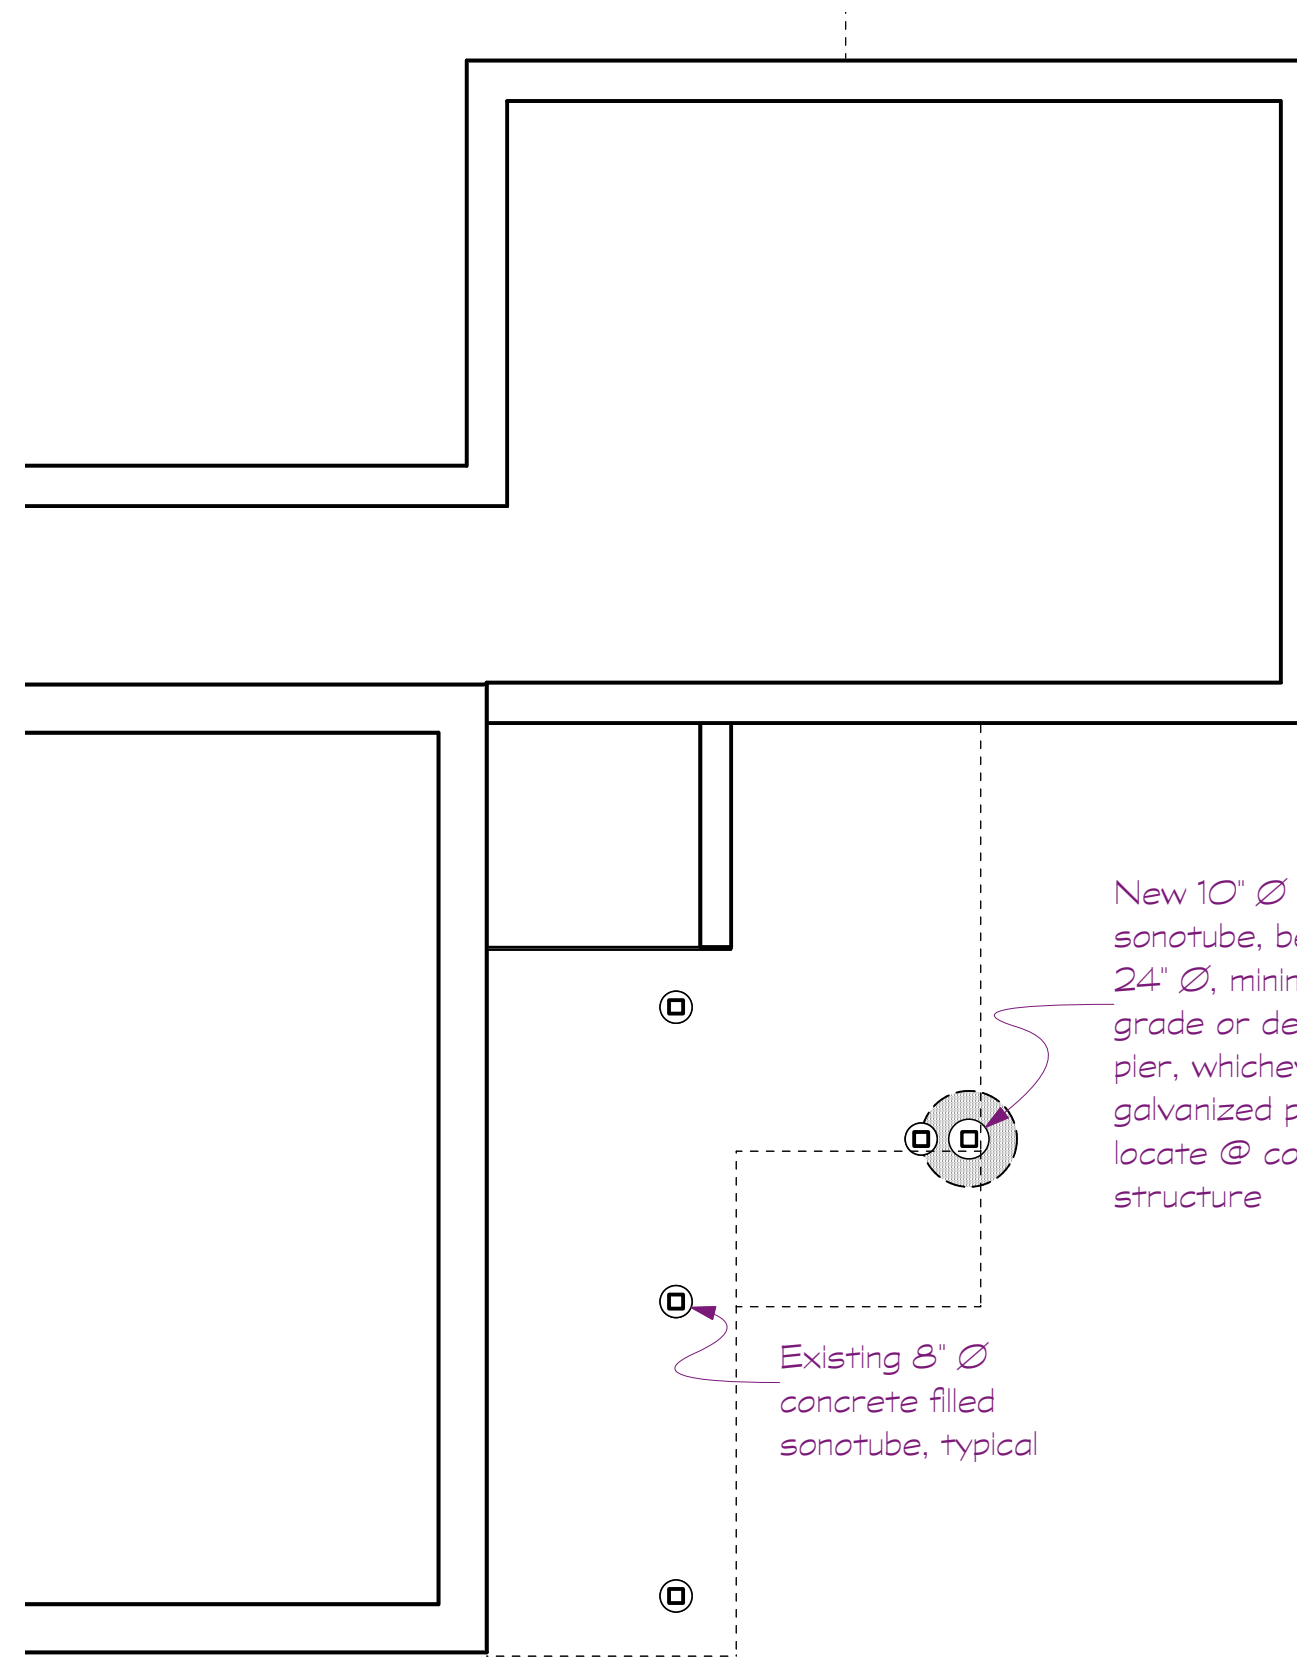 New 10" Ø
sonotube,
24" Ø,
grade or
pier,
galvanized
locate @
structure
Existing 8" Ø
concrete filled
sonotube, typical